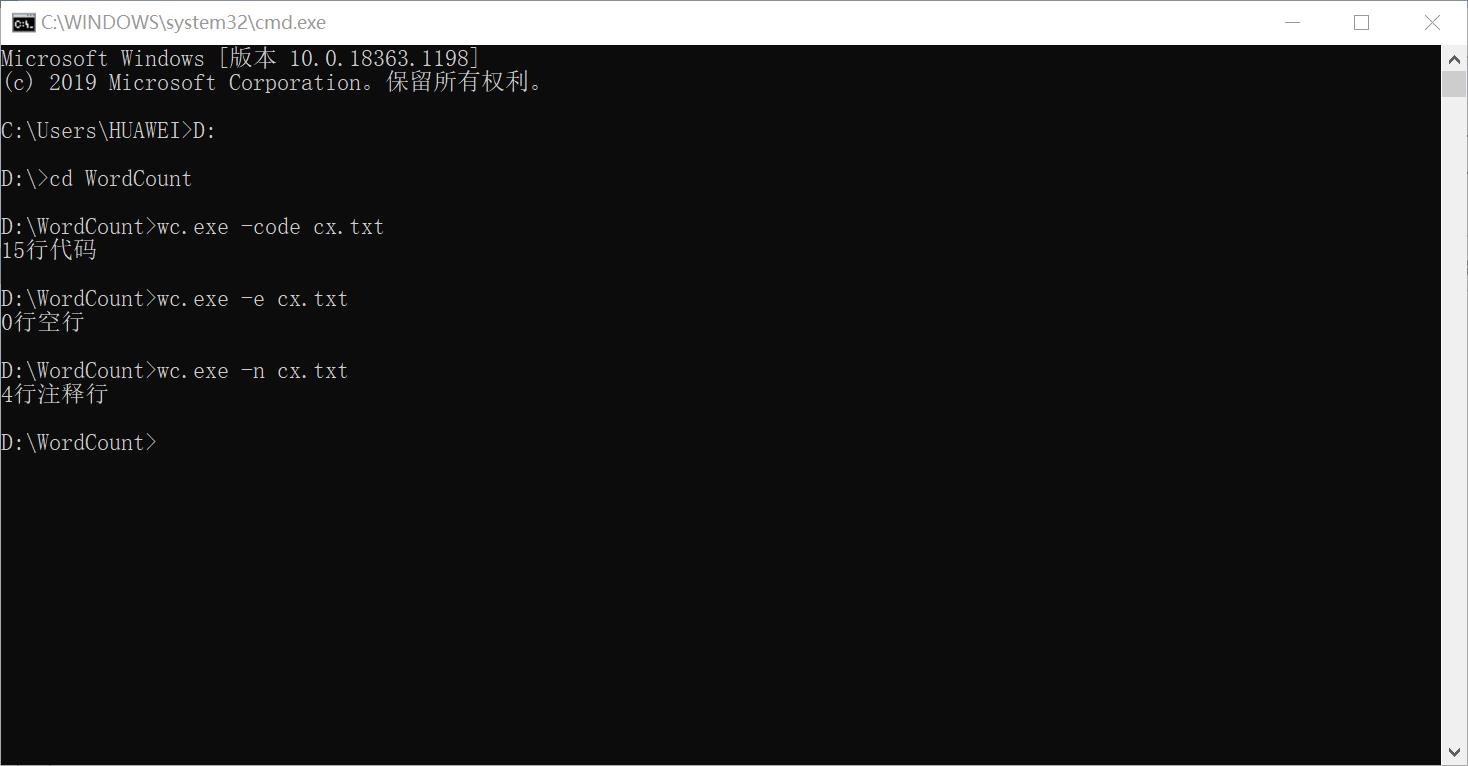 C:\WINDOWS\system32\cmd.exe
Microsoft Windows [版本 10.0.18363.1198]
(c) 2019 Microsoft Corporation。保留所有权利。
C:\Users\HUAWEI>D:
D:\>cd WordCount
D:\WordCount>wc.exe -code cx.txt
15行代码
D:\WordCount>wc.exe -e cx.txt
0行空行
D:\WordCount>wc.exe -n cx.txt
4行注释行
D:\WordCount>